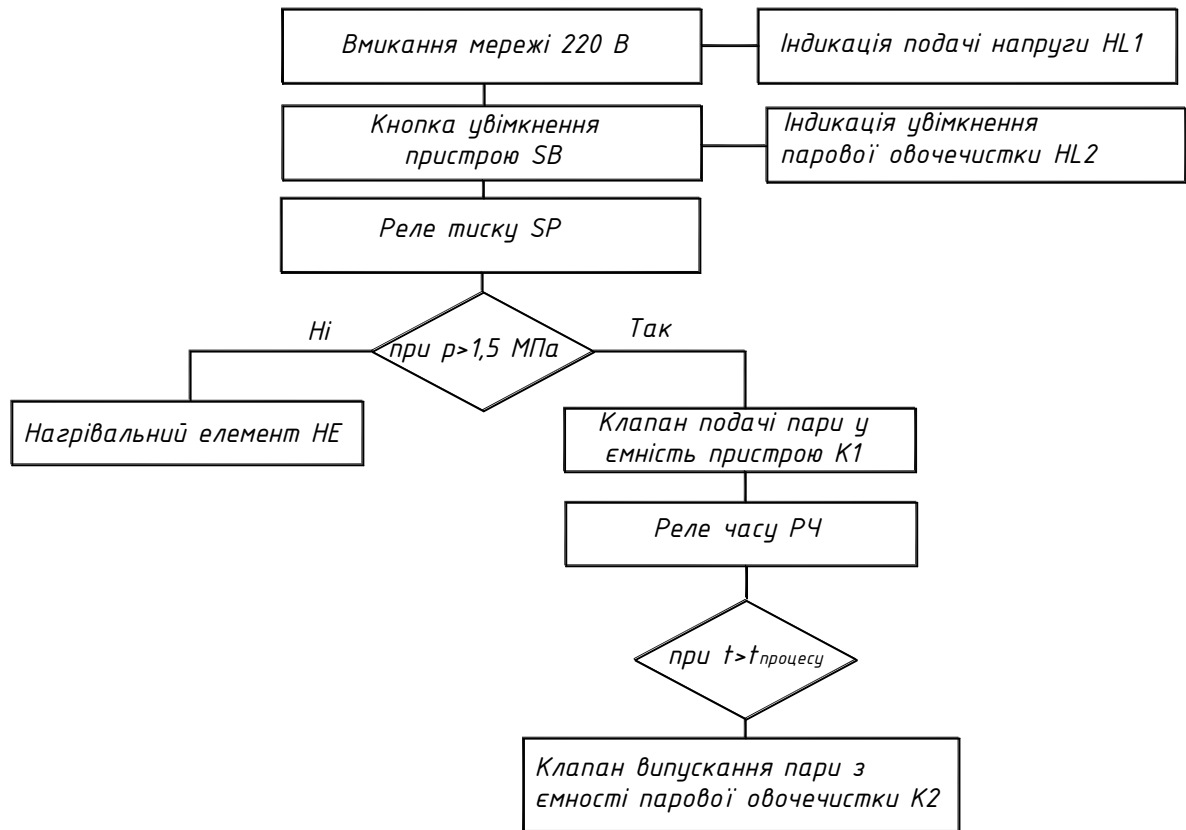 Вмикання мережі 220 В
Індикація подачі напруги HL1
Кнопка увімкнення
пристрою SB
Індикація увімкнення
парової овочечистки HL2
Реле тиску SP
Ні
Так
при p>1,5 МПа
Нагрівальний елемент НЕ
Клапан подачі пари у
ємність пристрою К1
Реле часу РЧ
при t>tпроцесу
Клапан випускання пари з
ємності парової овочечистки К2